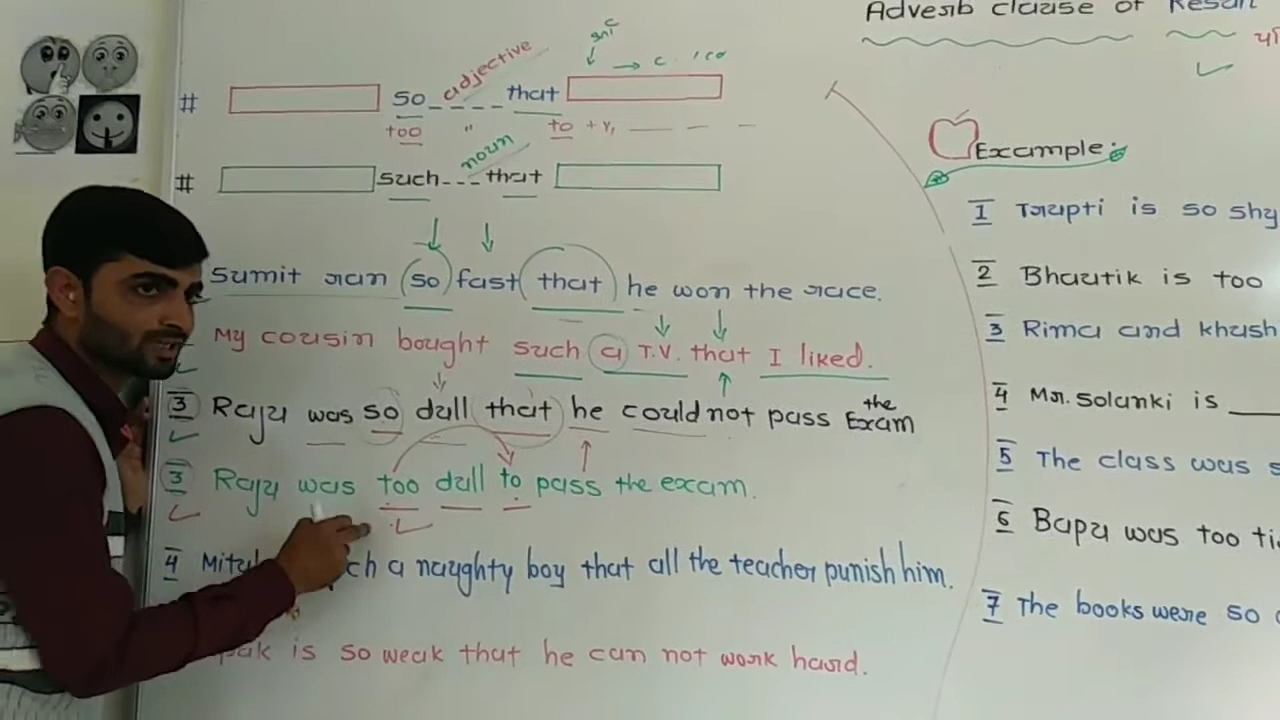 Adverb clause of Result
# so _ _ _ _ that
adjective
too " to + V₁ _ _ _
# such _ _ _ that
noun
Sumit ran so fast that he won the race.
My cousin bought such a T.V. that I liked.
3 Raju was so dull that he could not pass the Exam
3 Raju was too dull to pass the exam.
4 a naughty boy that all the teacher punish him.
is so weak that he can not work hard.
Example:
1 Trupti is so shy
2 Bhautik is too
3 Rima and khush
4 Mr. Solanki is ____
5 The class was s
6 Bapu was too ti
7 The books were so